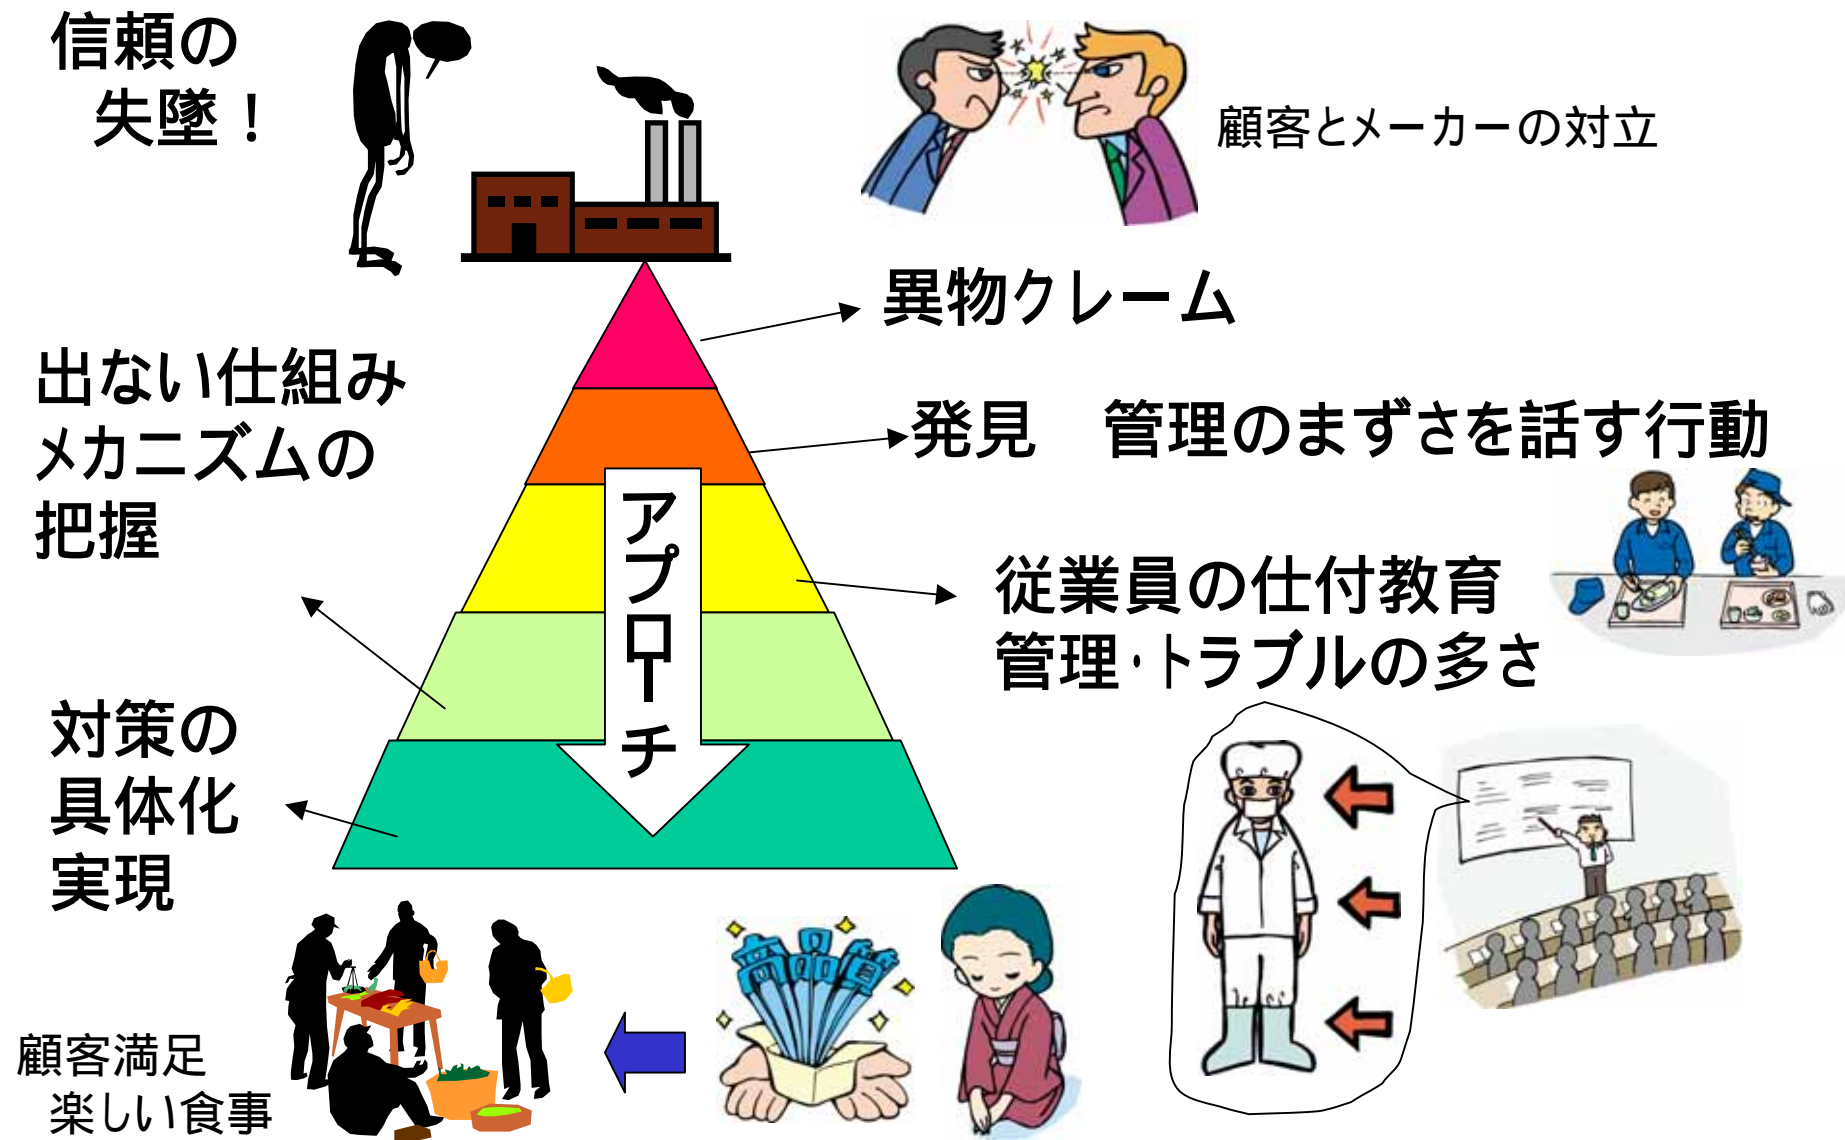 信頼の
失墜！
顧客とメーカーの対立
異物クレーム
出ない仕組み
メカニズムの
把握
発見　管理のまずさを話す行動
アプローチ
従業員の仕付教育
管理・トラブルの多さ
対策の
具体化
実現
顧客満足
楽しい食事